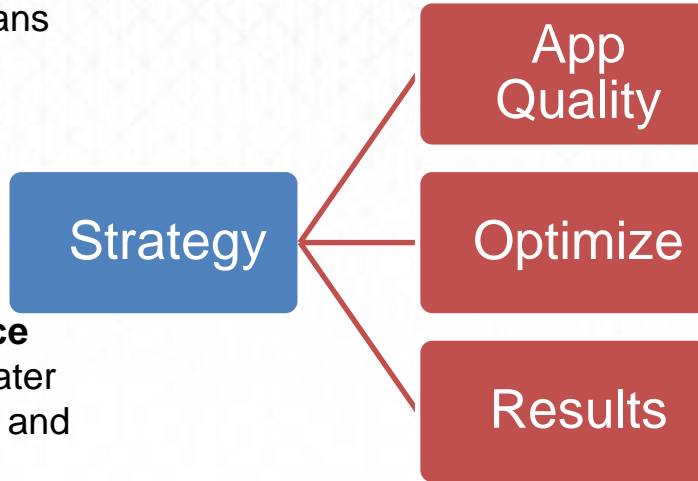 ans
ce
ater
and
Strategy
App
Quality
Optimize
Results